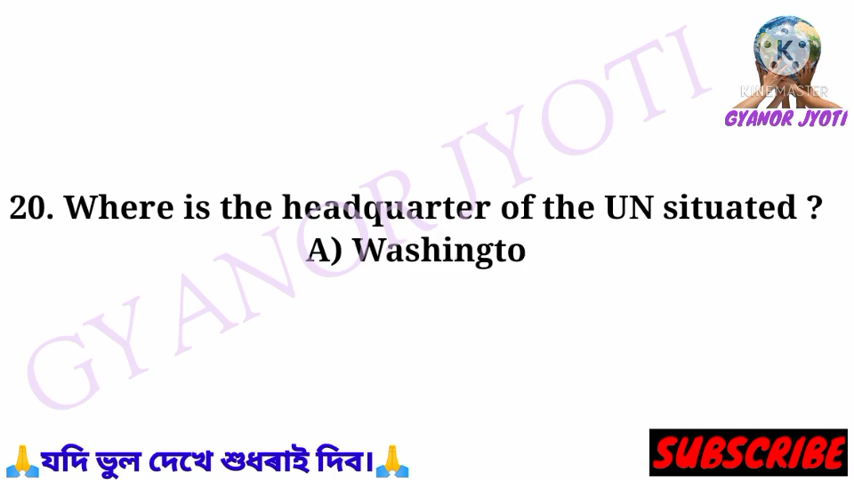 K
KINEMASTER
GYANOR JYOTI
GYANOR JYOTI
20. Where is the headquarter of the UN situated ?
A) Washingto
🙏যদি ভুল দেখে শুধৰাই দিব।🙏
SUBSCRIBE